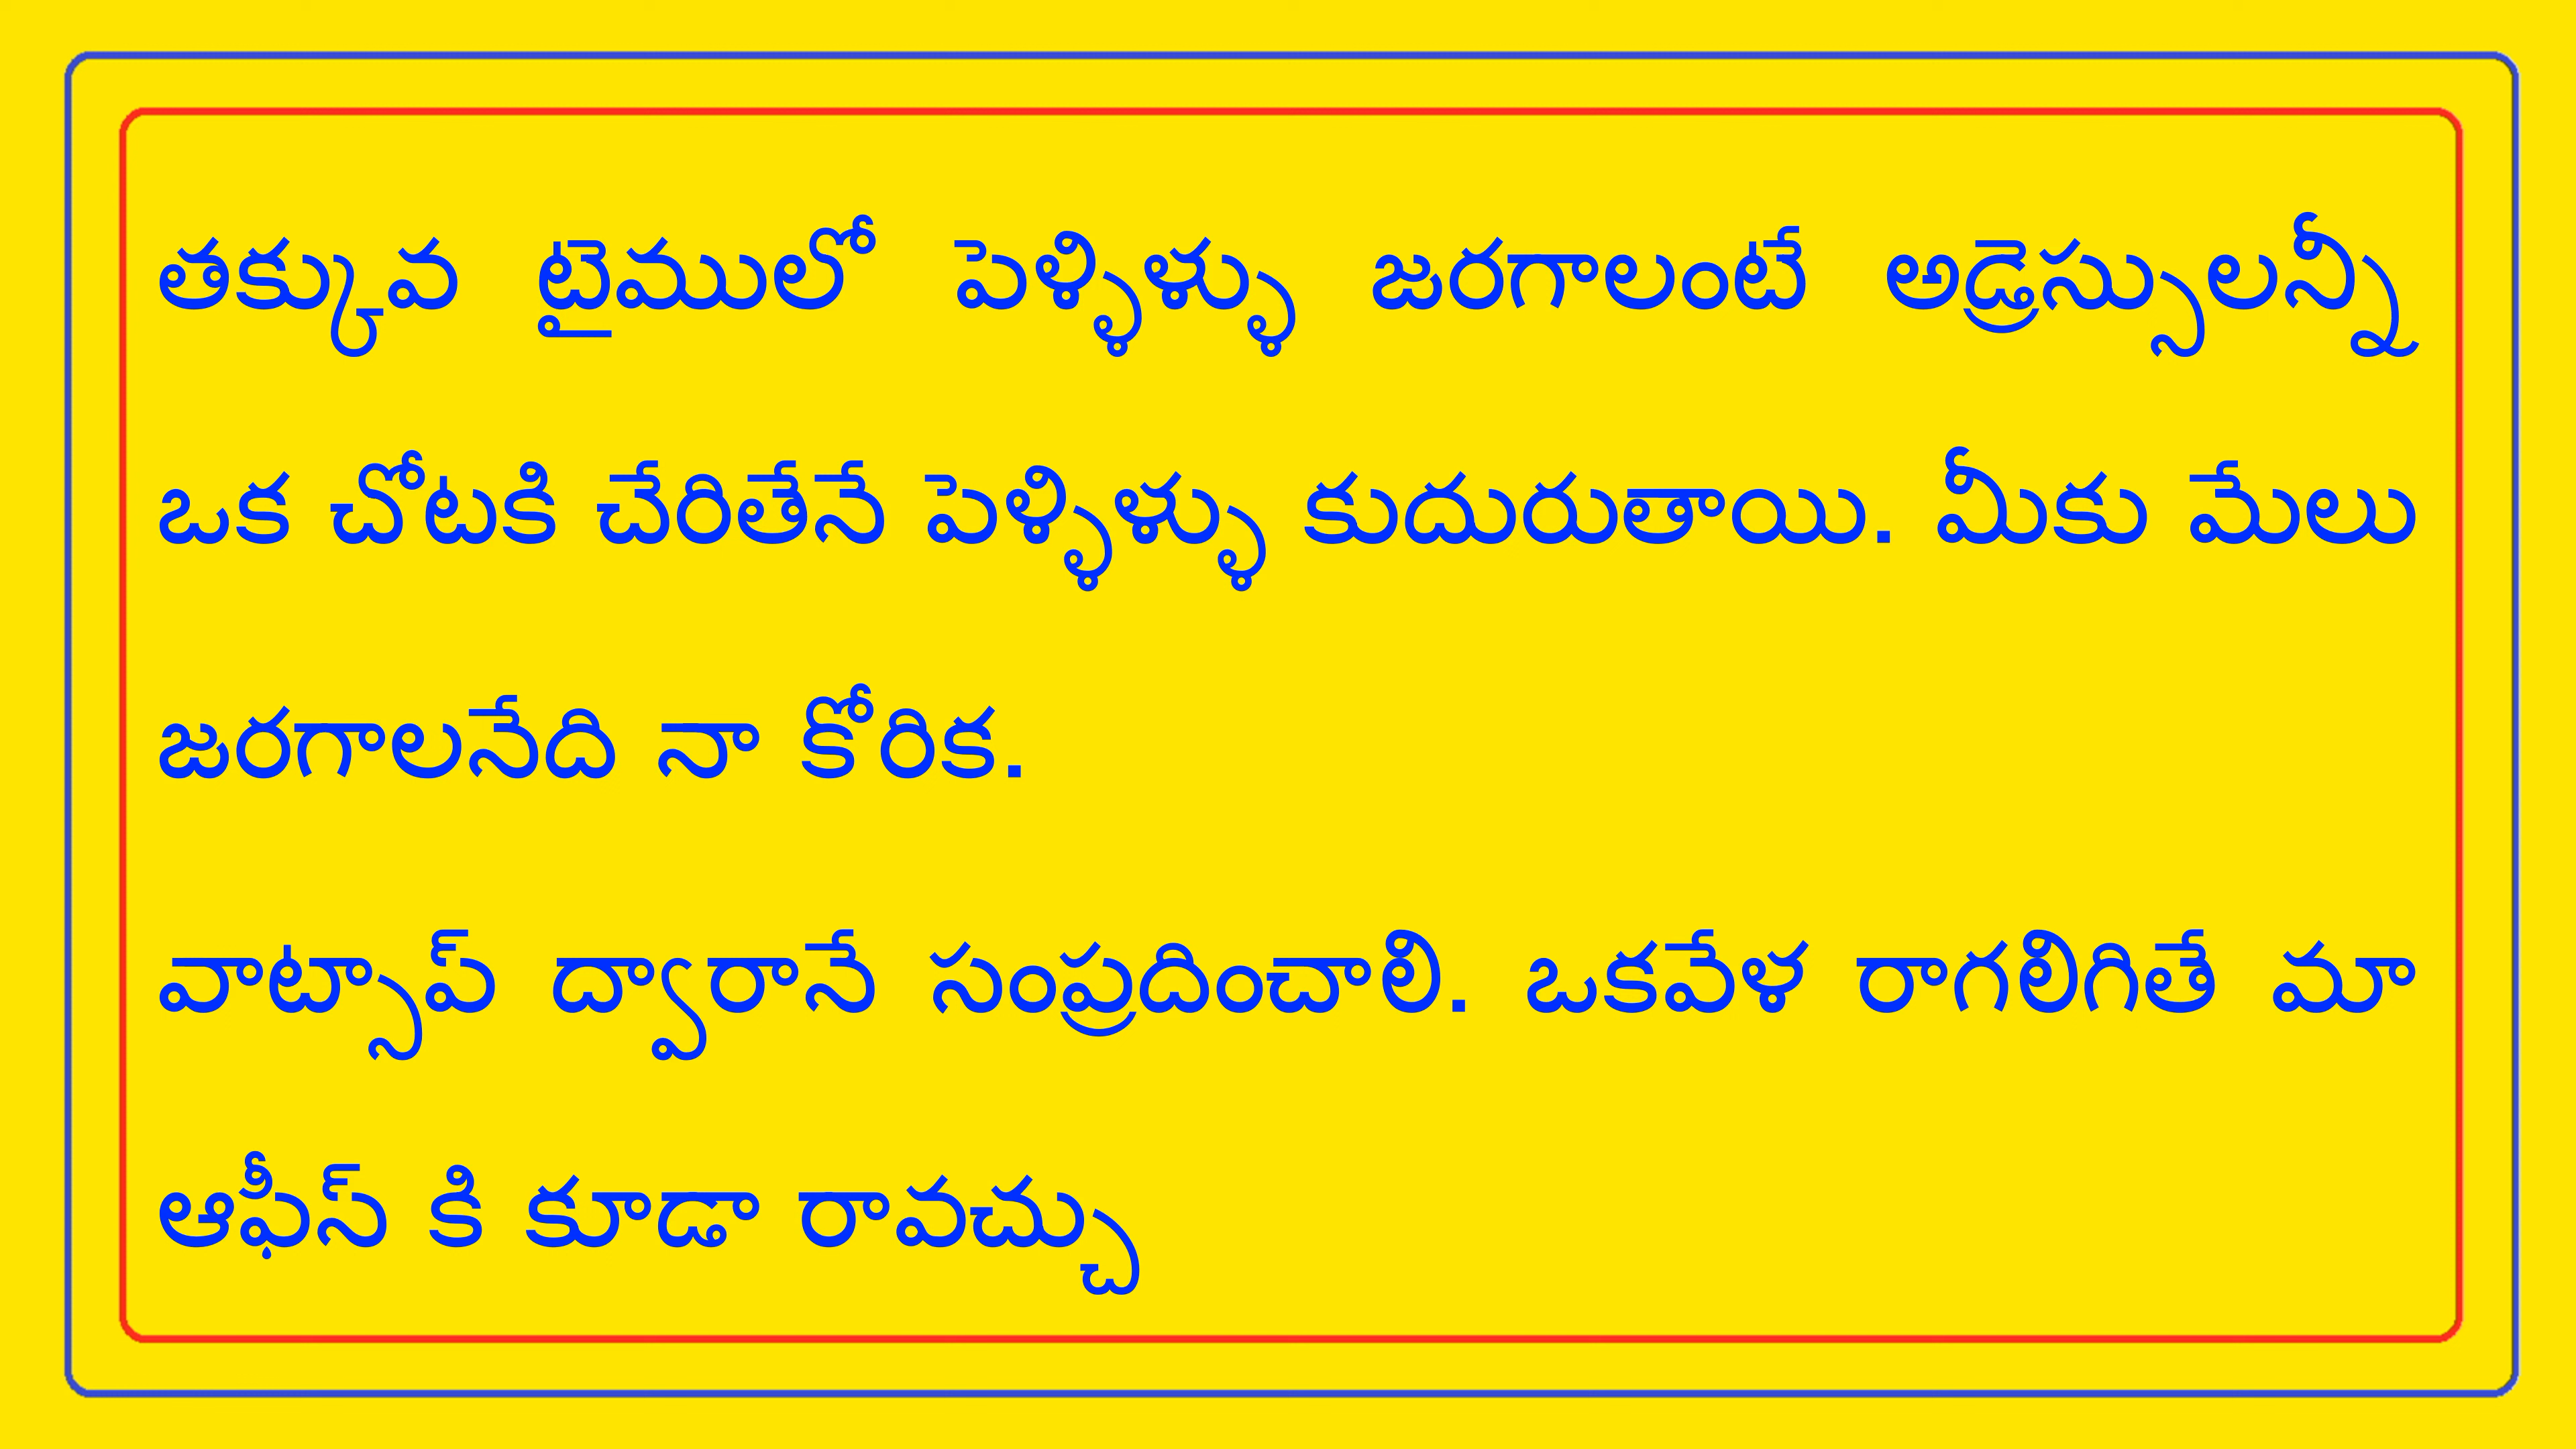 తక్కువ టైములో పెళ్ళిళ్ళు జరగాలంటే అడ్రెస్సులన్నీ
ఒక చోటకి చేరితేనే పెళ్ళిళ్ళు కుదురుతాయి. మీకు మేలు
జరగాలనేది నా కోరిక.
వాట్సాప్ ద్వారానే సంప్రదించాలి. ఒకవేళ రాగలిగితే మా
ఆఫీస్ కి కూడా రావచ్చు